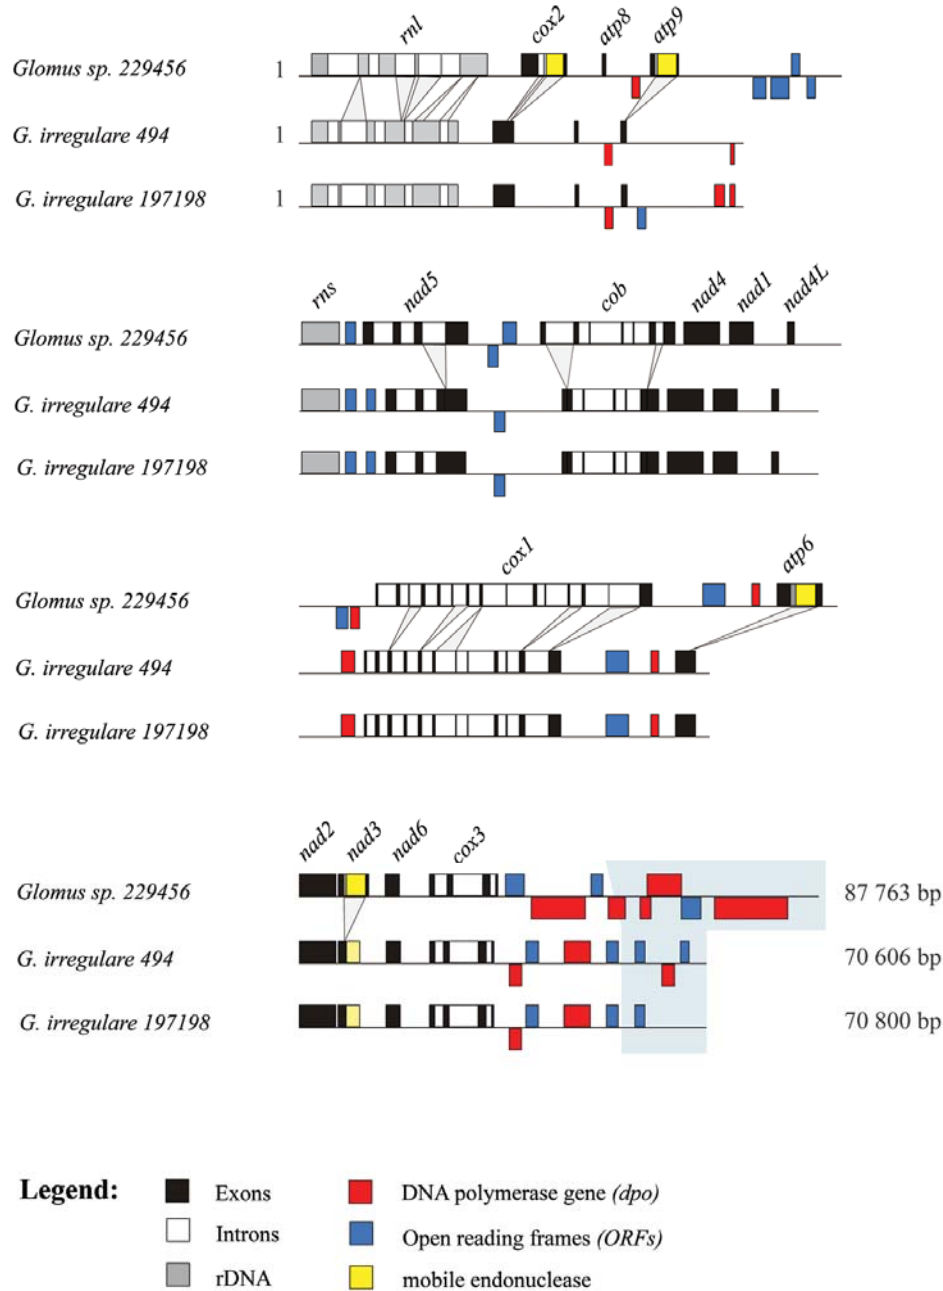 rnl cox2 atp8 atp9
Glomus sp. 229456 1
G. irregulare 494 1
G. irregulare 197198 1
rns nad5 cob nad4 nad1 nad4L
Glomus sp. 229456
G. irregulare 494
G. irregulare 197198
cox1 atp6
Glomus sp. 229456
G. irregulare 494
G. irregulare 197198
nad2 nad3 nad6 cox3
Glomus sp. 229456 87 763 bp
G. irregulare 494 70 606 bp
G. irregulare 197198 70 800 bp
Legend:
Exons DNA polymerase gene (dpo)
Introns Open reading frames (ORFs)
rDNA mobile endonuclease